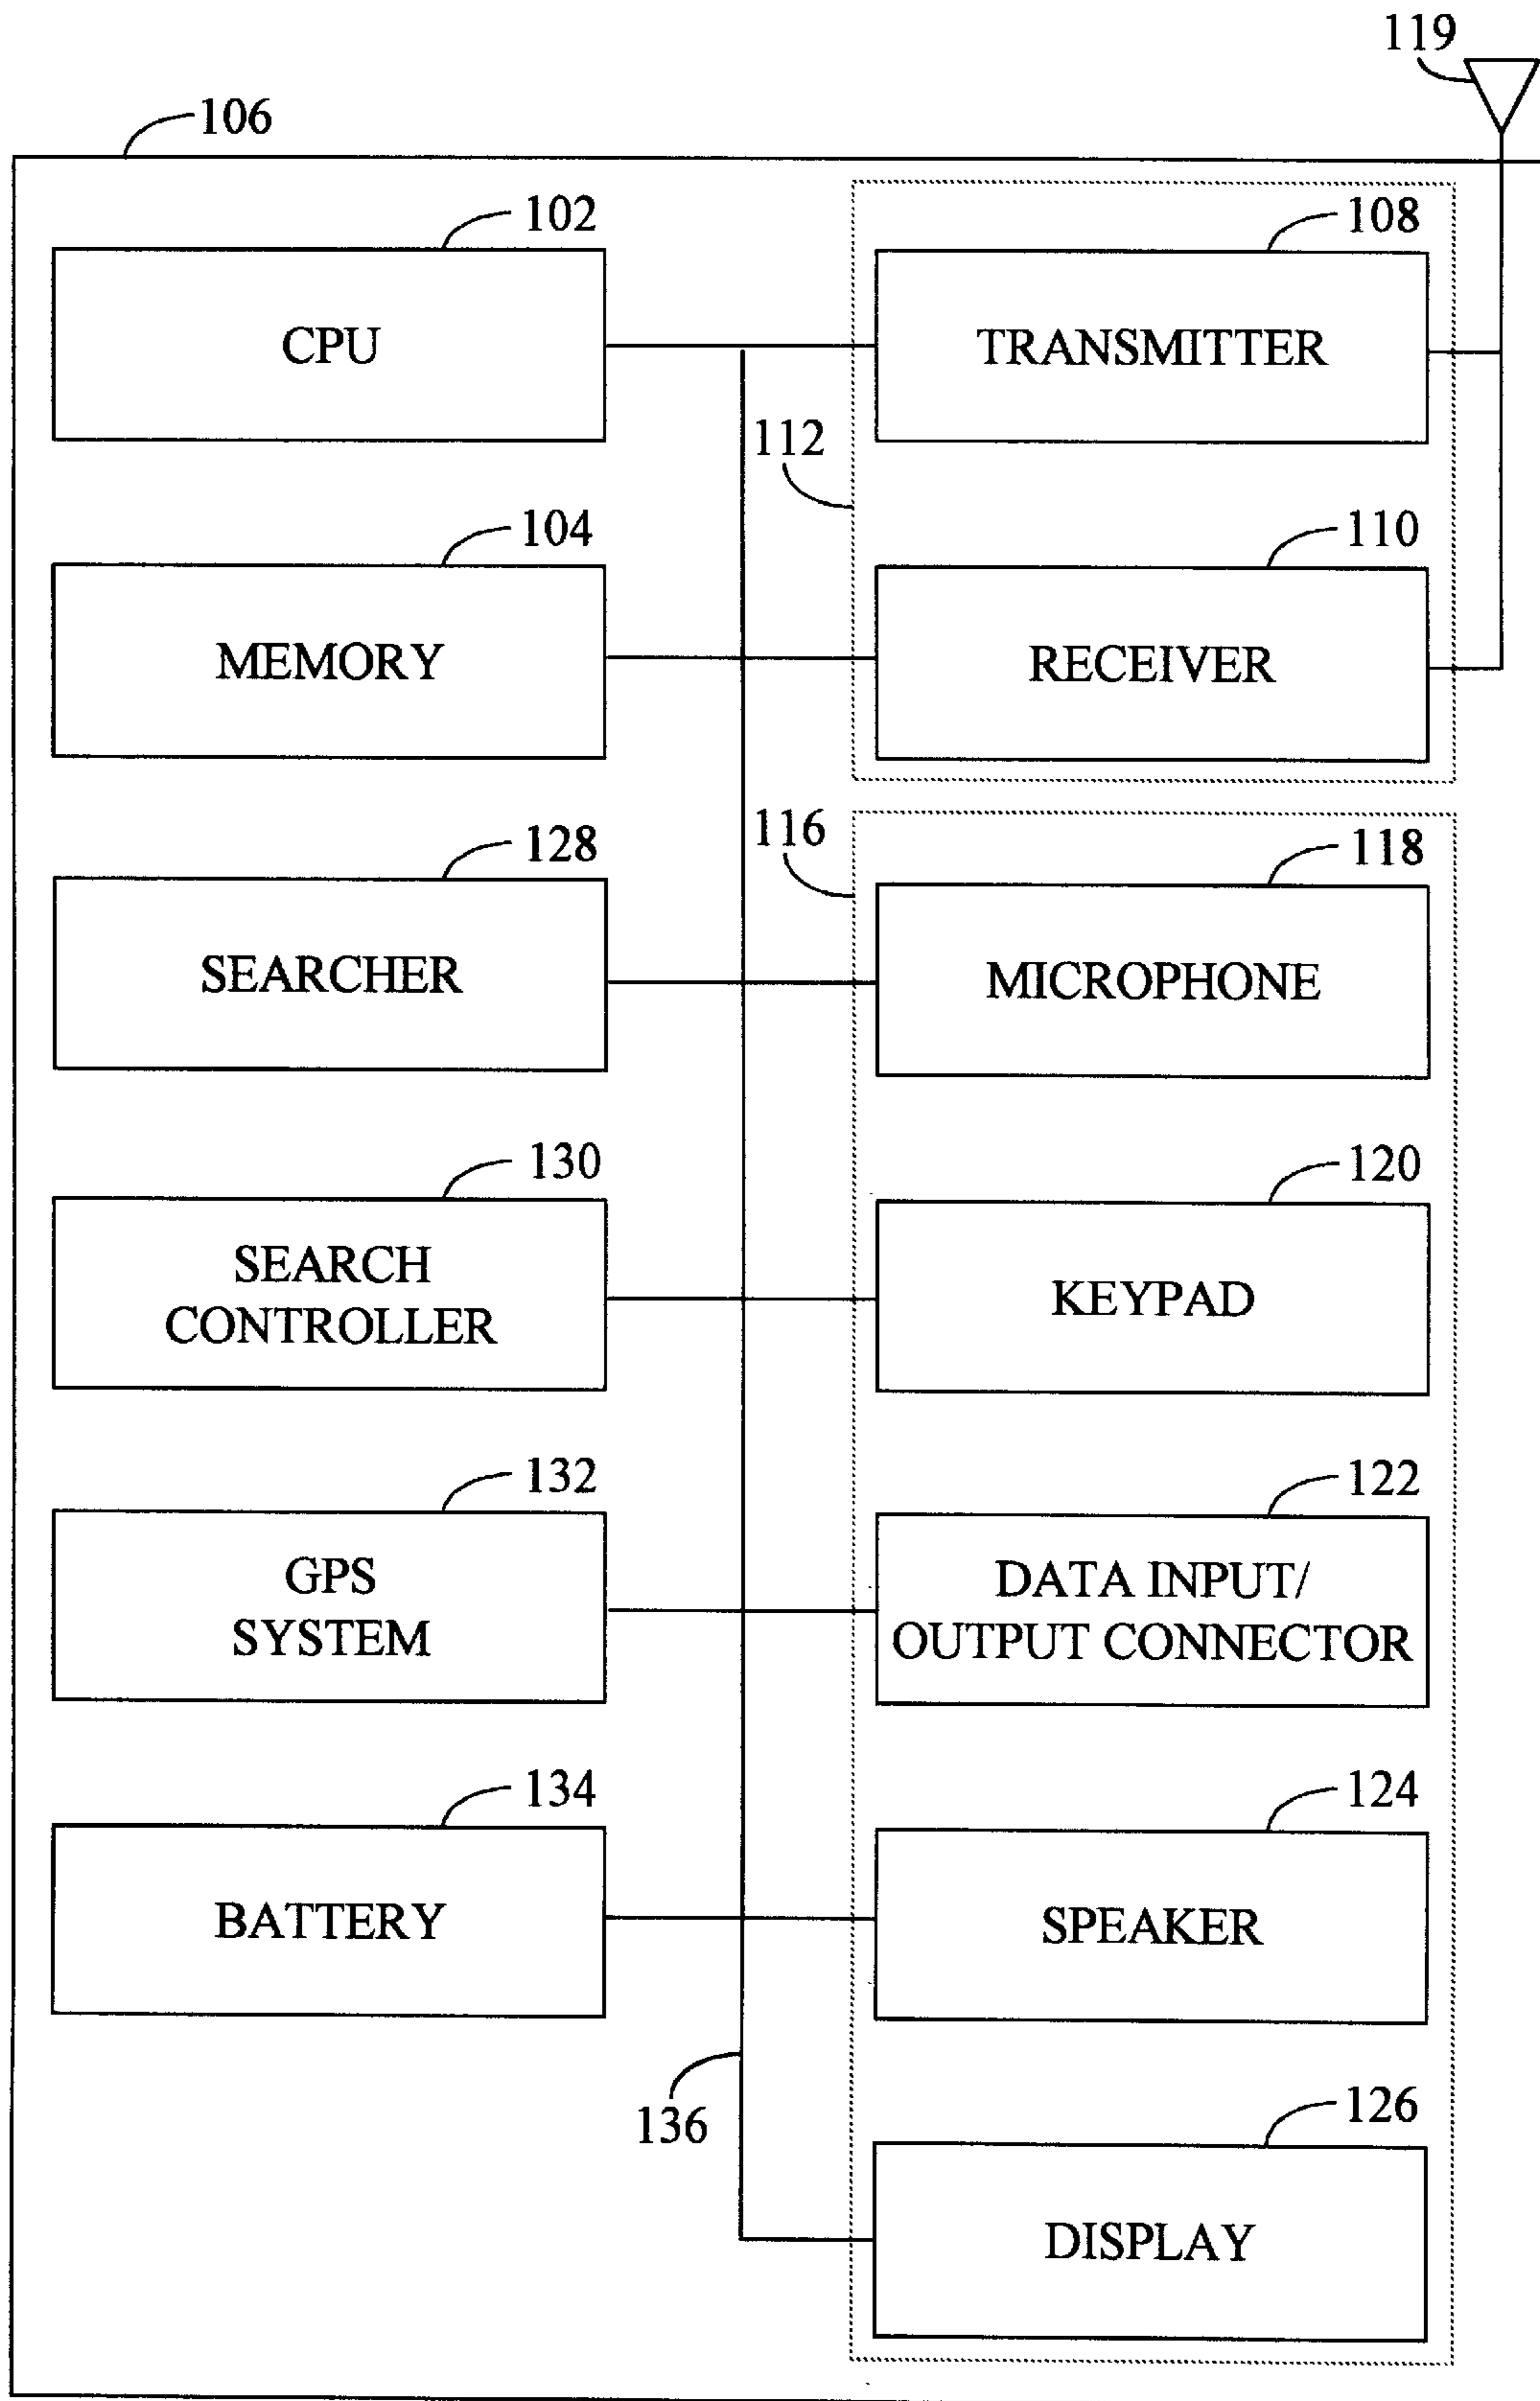 119
106
102
108
CPU
TRANSMITTER
112
104
110
MEMORY
RECEIVER
116
128
118
SEARCHER
MICROPHONE
130
120
SEARCH
CONTROLLER
KEYPAD
132
122
GPS
SYSTEM
DATA INPUT/
OUTPUT CONNECTOR
134
124
BATTERY
SPEAKER
136
126
DISPLAY